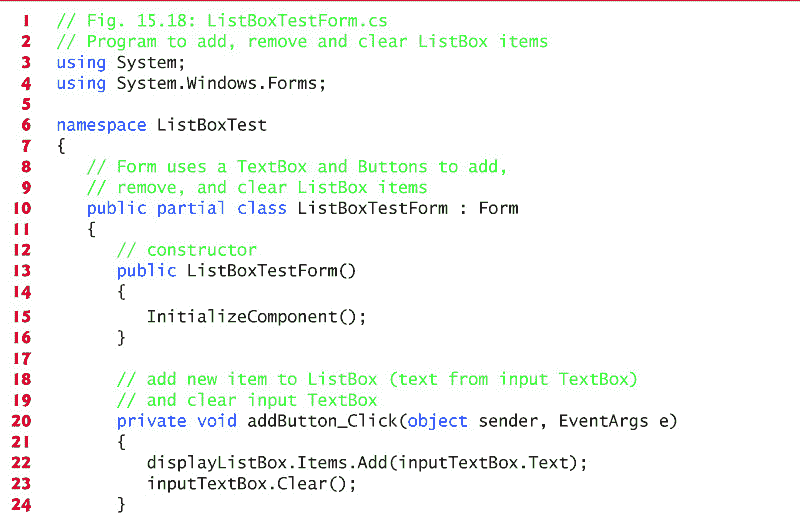 1 // Fig. 15.18: ListBoxTestForm.cs
2 // Program to add, remove and clear ListBox items
3 using System;
4 using System.Windows.Forms;
5
6 namespace ListBoxTest
7 {
8 // Form uses a TextBox and Buttons to add,
9 // remove, and clear ListBox items
10 public partial class ListBoxTestForm : Form
11 {
12 // constructor
13 public ListBoxTestForm()
14 {
15 InitializeComponent();
16 }
17
18 // add new item to ListBox (text from input TextBox)
19 // and clear input TextBox
20 private void addButton_Click(object sender, EventArgs e)
21 {
22 displayListBox.Items.Add(inputTextBox.Text);
23 inputTextBox.Clear();
24 }